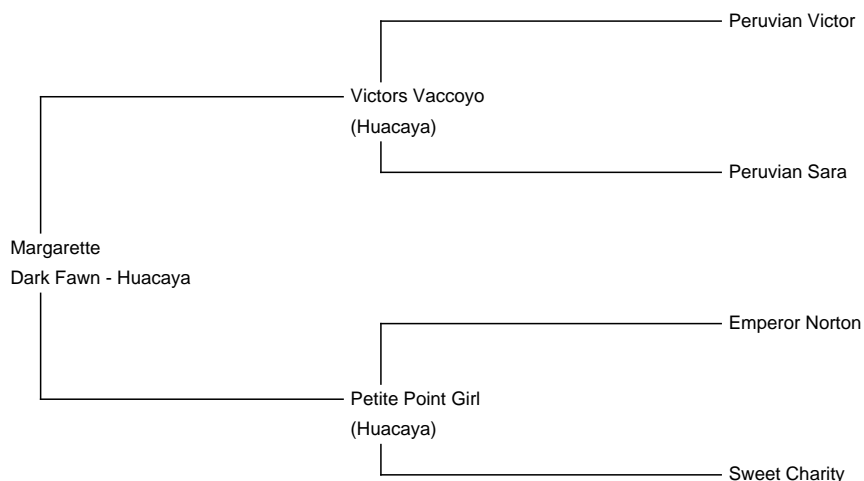 Peruvian Victor
Victors Vaccoyo
(Huacaya)
Peruvian Sara
Margarette
Dark Fawn - Huacaya
Emperor Norton
Petite Point Girl
(Huacaya)
Sweet Charity